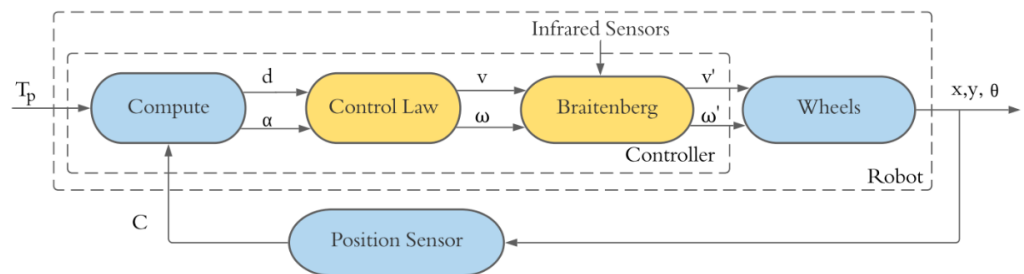 Infrared Sensors
Tp
Compute
d
α
Control Law
v
ω
Braitenberg
v'
ω'
Wheels
x,y, θ
Controller
Robot
C
Position Sensor